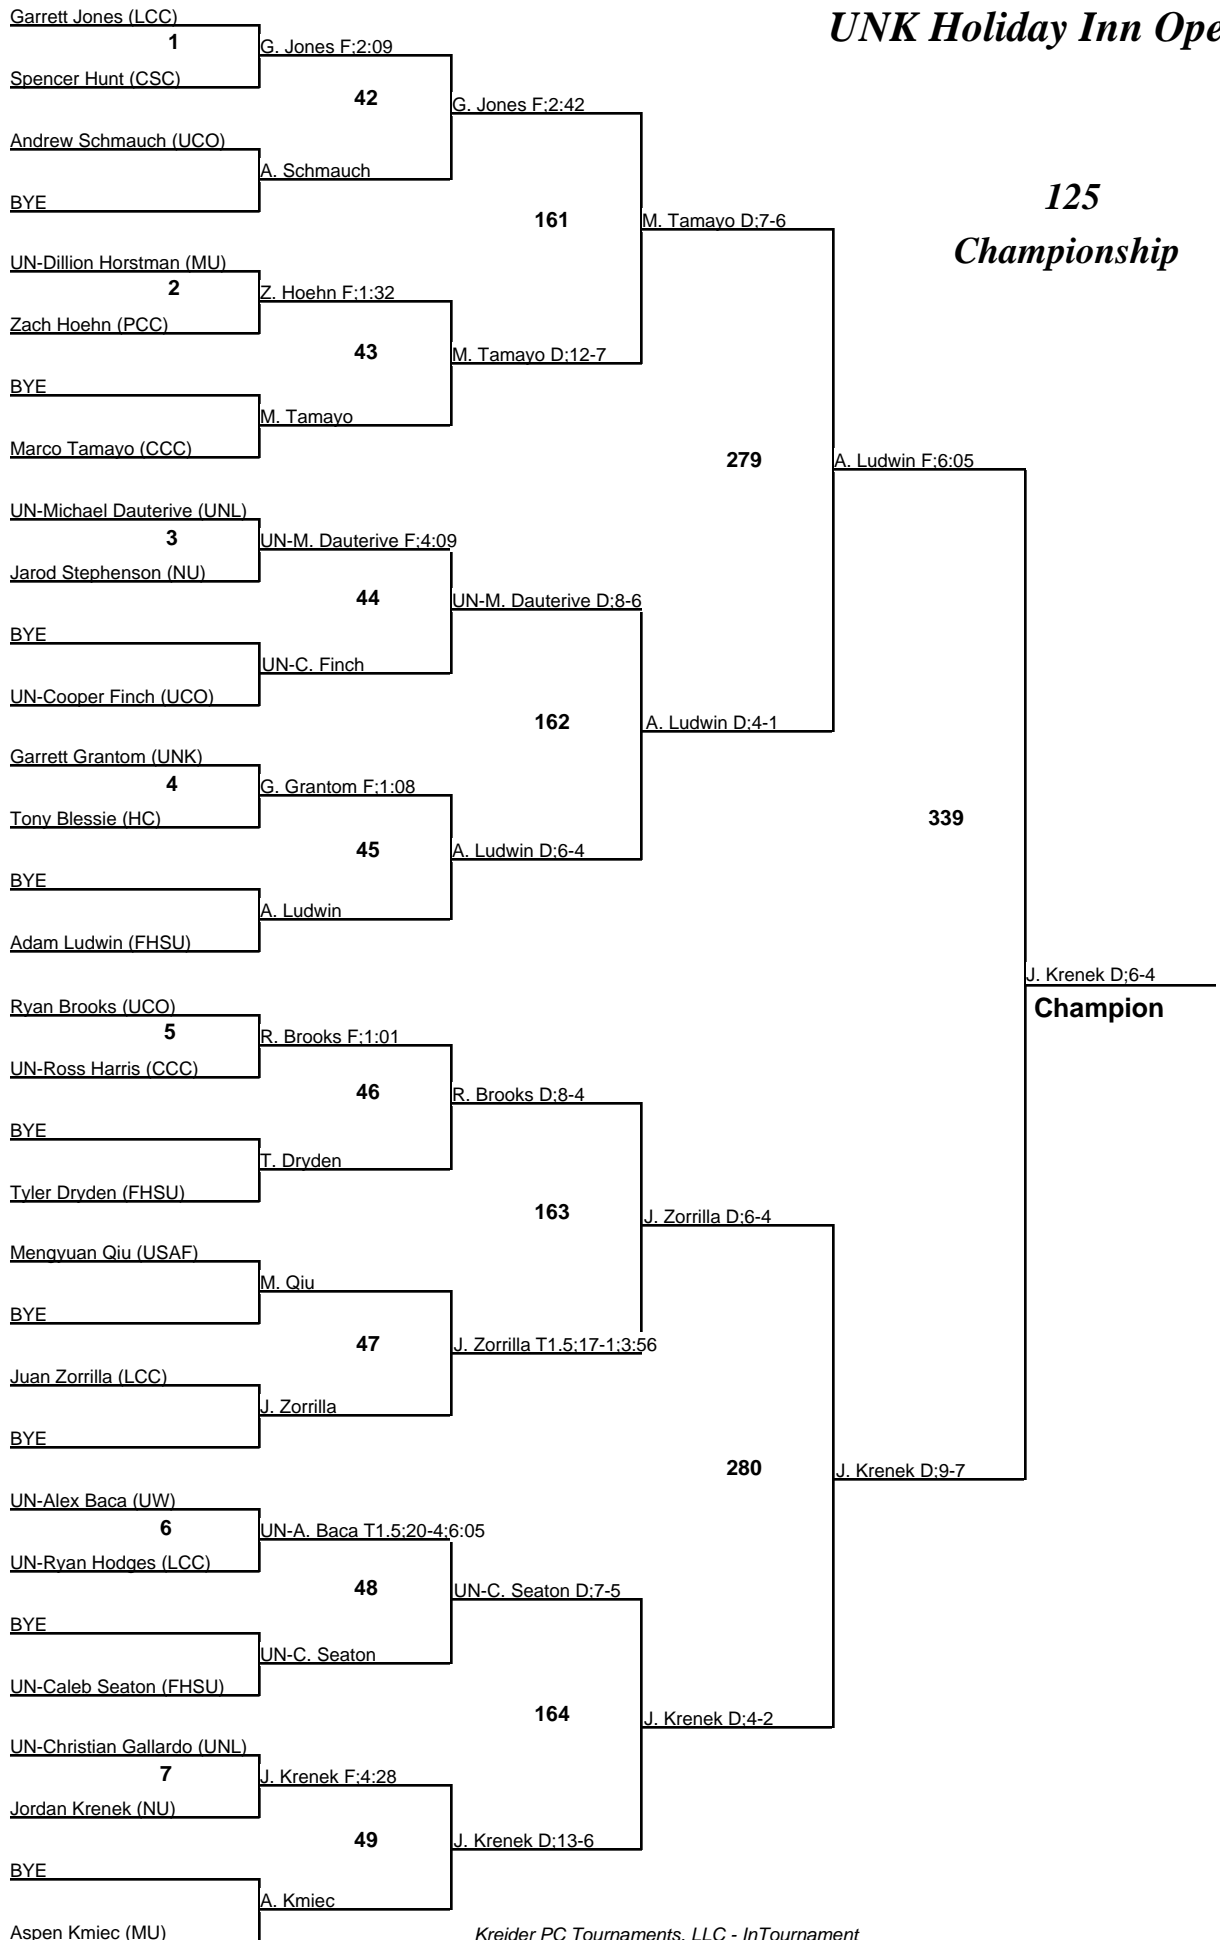 Garrett Jones (LCC)
UNK Holiday Inn Ope
1
G. Jones F;2:09
Spencer Hunt (CSC)
42
G. Jones F;2:42
Andrew Schmauch (UCO)
A. Schmauch
BYE
161
M. Tamayo D;7-6
125
Championship
UN-Dillion Horstman (MU)
2
Z. Hoehn F;1:32
Zach Hoehn (PCC)
43
M. Tamayo D;12-7
BYE
M. Tamayo
Marco Tamayo (CCC)
279
A. Ludwin F;6:05
UN-Michael Dauterive (UNL)
3
UN-M. Dauterive F;4:09
Jarod Stephenson (NU)
44
UN-M. Dauterive D;8-6
BYE
UN-C. Finch
UN-Cooper Finch (UCO)
162
A. Ludwin D;4-1
Garrett Grantom (UNK)
4
G. Grantom F;1:08
Tony Blessie (HC)
339
45
A. Ludwin D;6-4
BYE
A. Ludwin
Adam Ludwin (FHSU)
J. Krenek D;6-4
Champion
Ryan Brooks (UCO)
5
R. Brooks F;1:01
UN-Ross Harris (CCC)
46
R. Brooks D;8-4
BYE
T. Dryden
Tyler Dryden (FHSU)
163
J. Zorrilla D;6-4
Mengyuan Qiu (USAF)
M. Qiu
BYE
47
J. Zorrilla T1.5;17-1;3:56
Juan Zorrilla (LCC)
J. Zorrilla
BYE
280
J. Krenek D;9-7
UN-Alex Baca (UW)
6
UN-A. Baca T1.5;20-4;6:05
UN-Ryan Hodges (LCC)
48
UN-C. Seaton D;7-5
BYE
UN-C. Seaton
UN-Caleb Seaton (FHSU)
164
J. Krenek D;4-2
UN-Christian Gallardo (UNL)
7
J. Krenek F;4:28
Jordan Krenek (NU)
49
J. Krenek D;13-6
BYE
A. Kmiec
Aspen Kmiec (MU)
Kreider PC Tournaments, LLC - InTournament